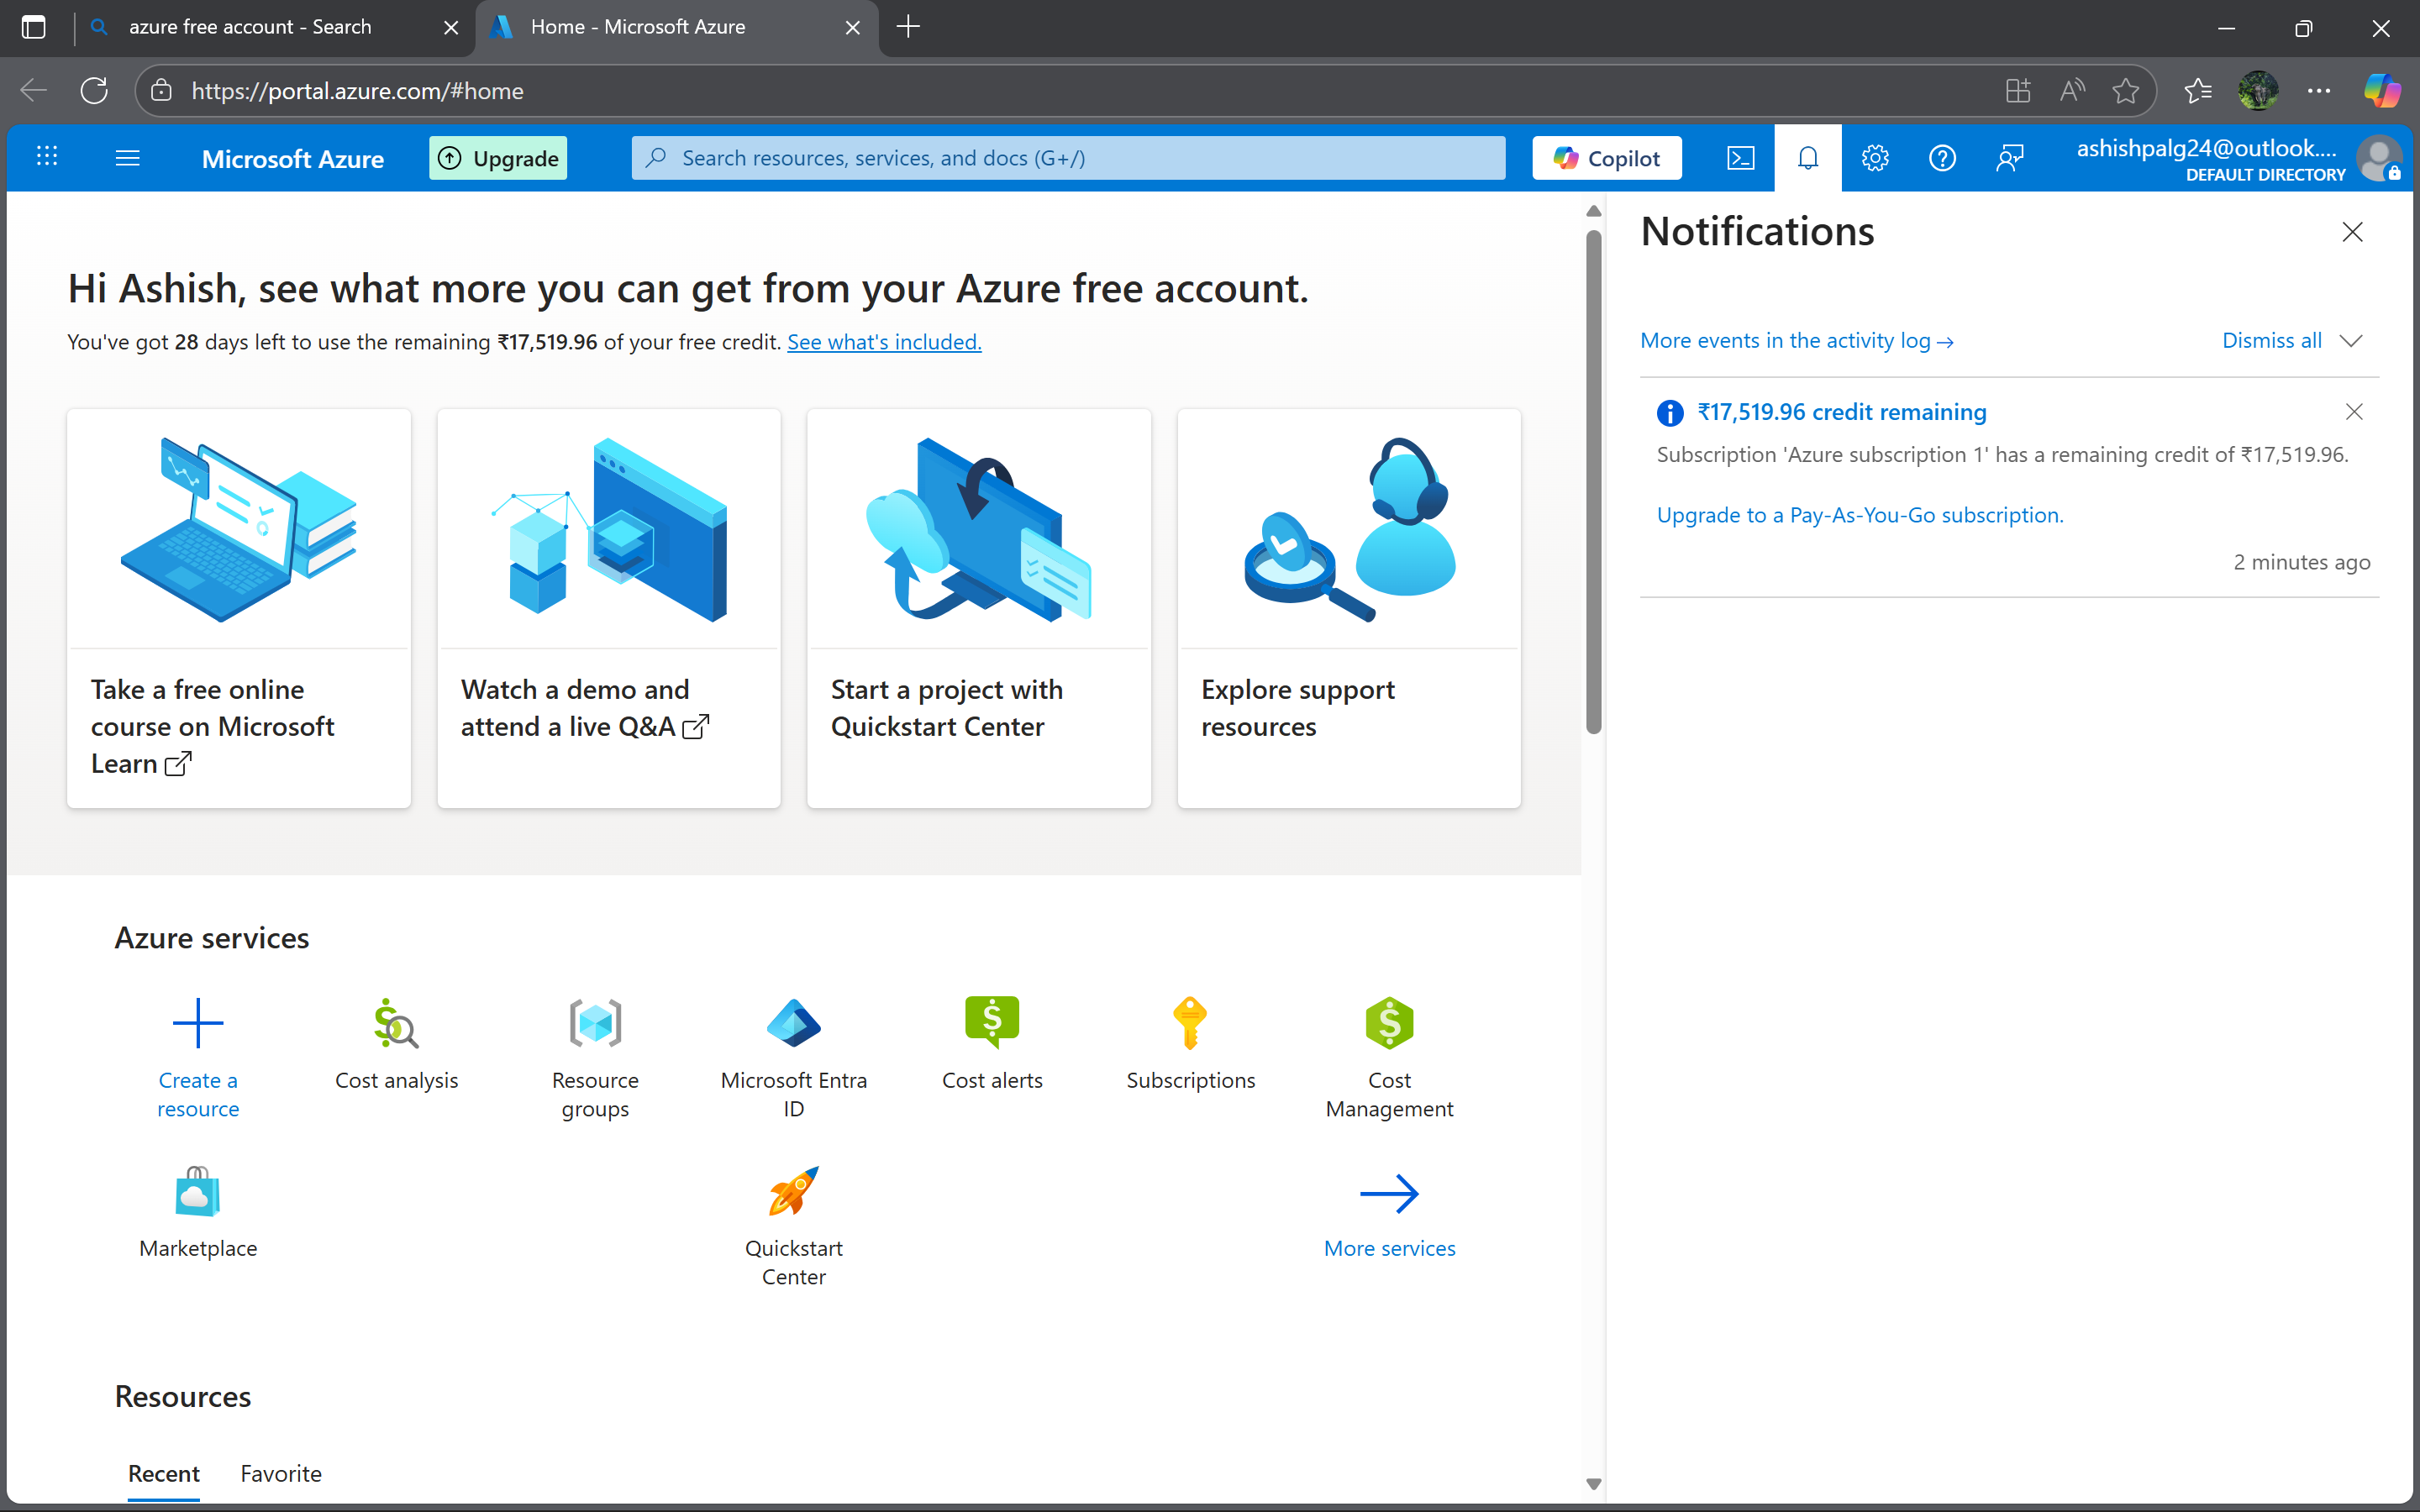 azure free account - Search
Home - Microsoft Azure
https://portal.azure.com/#home
Microsoft Azure
Upgrade
Search resources, services, and docs (G+/)
Copilot
ashishpalg24@outlook....
DEFAULT DIRECTORY
Hi Ashish, see what more you can get from your Azure free account.
You've got 28 days left to use the remaining ₹17,519.96 of your free credit. See what's included.
Take a free online
course on Microsoft
Learn
Watch a demo and
attend a live Q&A
Start a project with
Quickstart Center
Explore support
resources
Azure services
Create a
resource
Cost analysis
Resource
groups
Microsoft Entra
ID
Cost alerts
Subscriptions
Cost
Management
Marketplace
Quickstart
Center
More services
Resources
Recent
Favorite
Notifications
More events in the activity log →
Dismiss all
₹17,519.96 credit remaining
Subscription 'Azure subscription 1' has a remaining credit of ₹17,519.96.
Upgrade to a Pay-As-You-Go subscription.
2 minutes ago